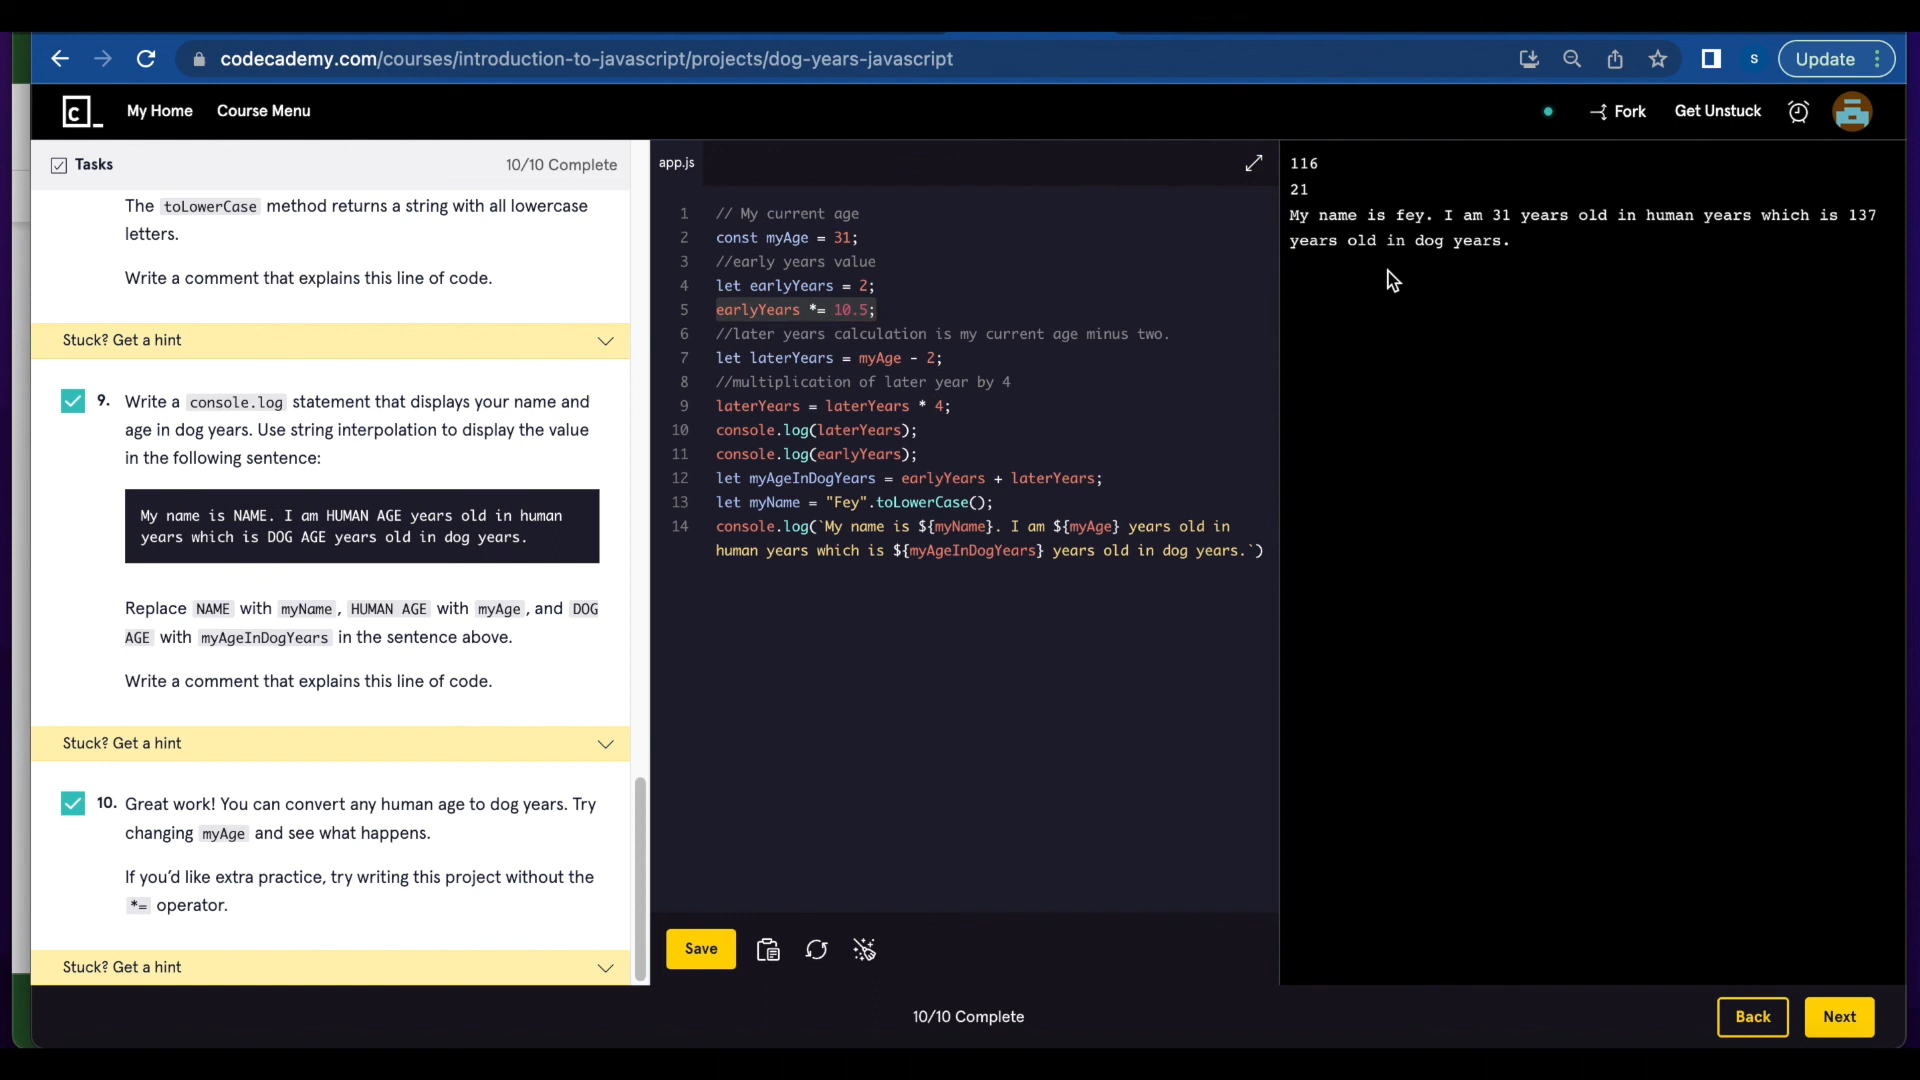 codecademy.com/courses/introduction-to-javascript/projects/dog-years-javascript
s
Update
c_
My Home
Course Menu
Fork
Get Unstuck
Tasks
10/10 Complete
The toLowerCase method returns a string with all lowercase
letters.
Write a comment that explains this line of code.
Stuck? Get a hint
9. Write a console.log statement that displays your name and
age in dog years. Use string interpolation to display the value
in the following sentence:
My name is NAME. I am HUMAN AGE years old in human
years which is DOG AGE years old in dog years.
Replace NAME with myName, HUMAN AGE with myAge, and DOG
AGE with myAgeInDogYears in the sentence above.
Write a comment that explains this line of code.
Stuck? Get a hint
10. Great work! You can convert any human age to dog years. Try
changing myAge and see what happens.
If you'd like extra practice, try writing this project without the
*= operator.
Stuck? Get a hint
app.js
1 // My current age
2 const myAge = 31;
3 //early years value
4 let earlyYears = 2;
5 earlyYears *= 10.5;
6 //later years calculation is my current age minus two.
7 let laterYears = myAge - 2;
8 //multiplication of later year by 4
9 laterYears = laterYears * 4;
10 console.log(laterYears);
11 console.log(earlyYears);
12 let myAgeInDogYears = earlyYears + laterYears;
13 let myName = "Fey".toLowerCase();
14 console.log(`My name is ${myName}. I am ${myAge} years old in
human years which is ${myAgeInDogYears} years old in dog years.`)
Save
116
21
My name is fey. I am 31 years old in human years which is 137
years old in dog years.
10/10 Complete
Back
Next